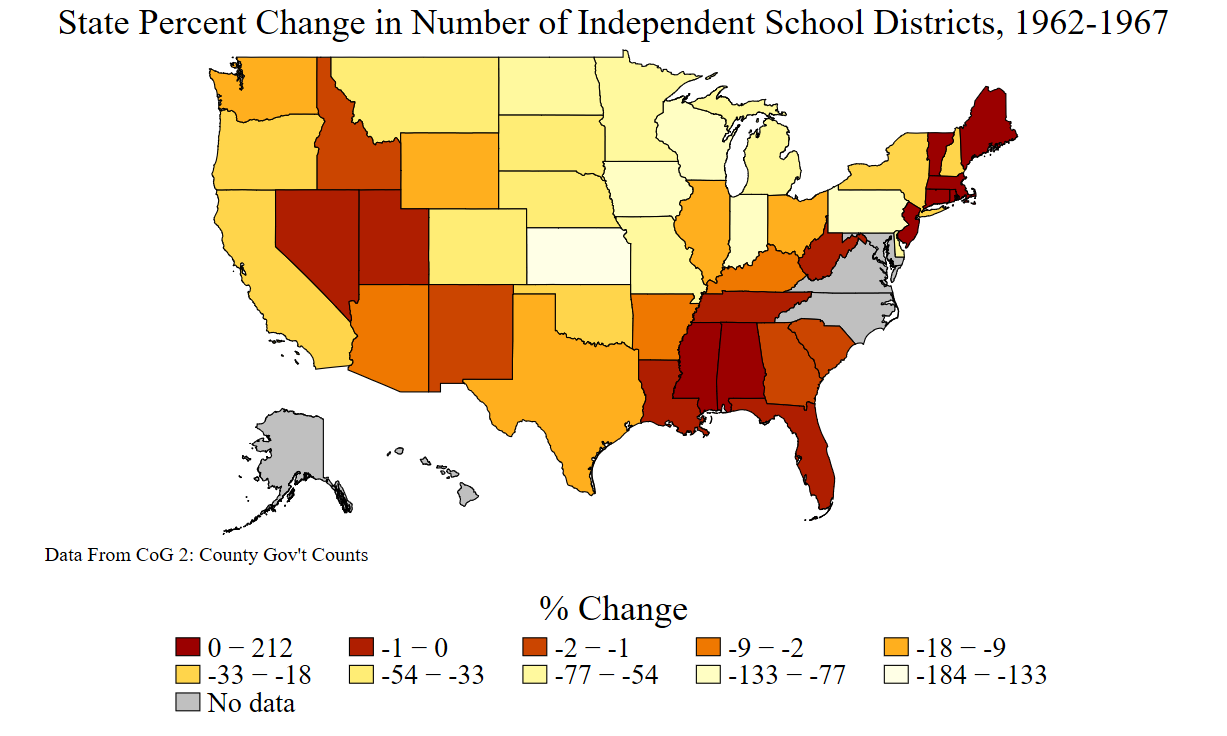 State Percent Change in Number of Independent School Districts, 1962-1967
Data From CoG 2: County Gov't Counts
% Change
0 − 212 -1 − 0 -2 − -1 -9 − -2 -18 − -9
-33 − -18 -54 − -33 -77 − -54 -133 − -77 -184 − -133
No data